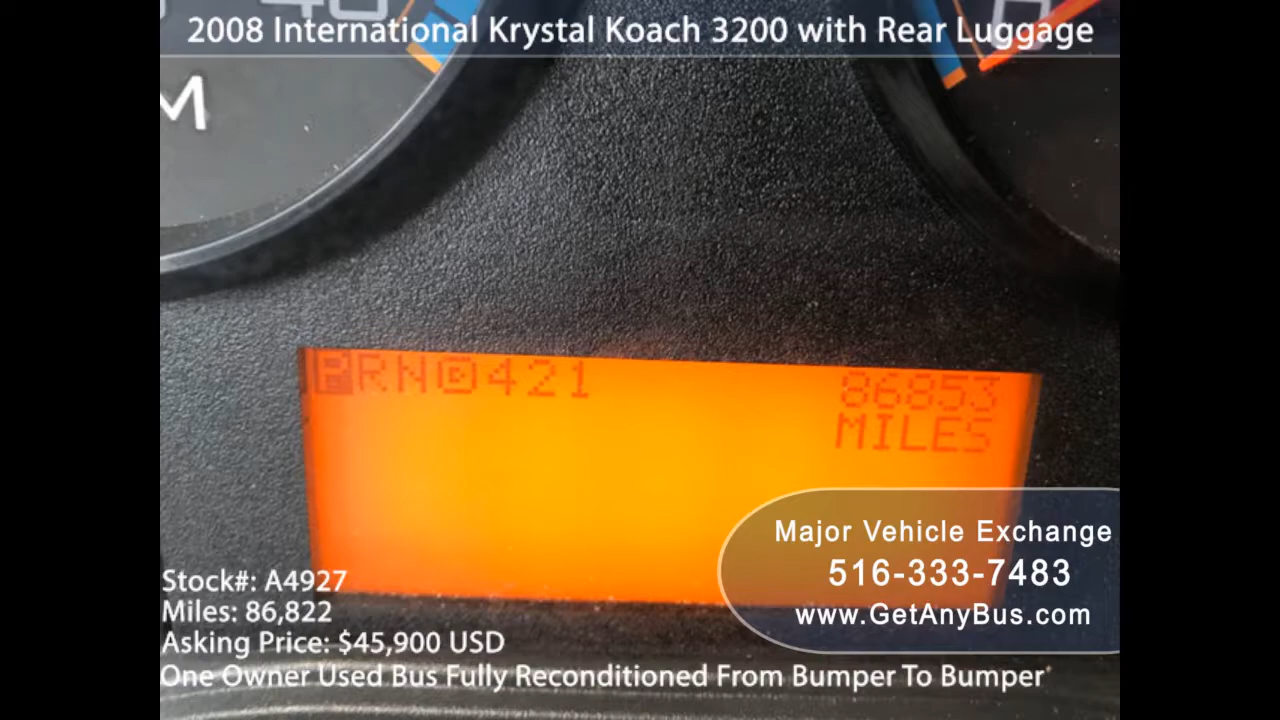 2008 International Krystal Koach 3200 with Rear Luggage
M
PRND421
86853
MILES
Major Vehicle Exchange
516-333-7483
www.GetAnyBus.com
Stock#: A4927
Miles: 86,822
Asking Price: $45,900 USD
One Owner Used Bus Fully Reconditioned From Bumper To Bumper*